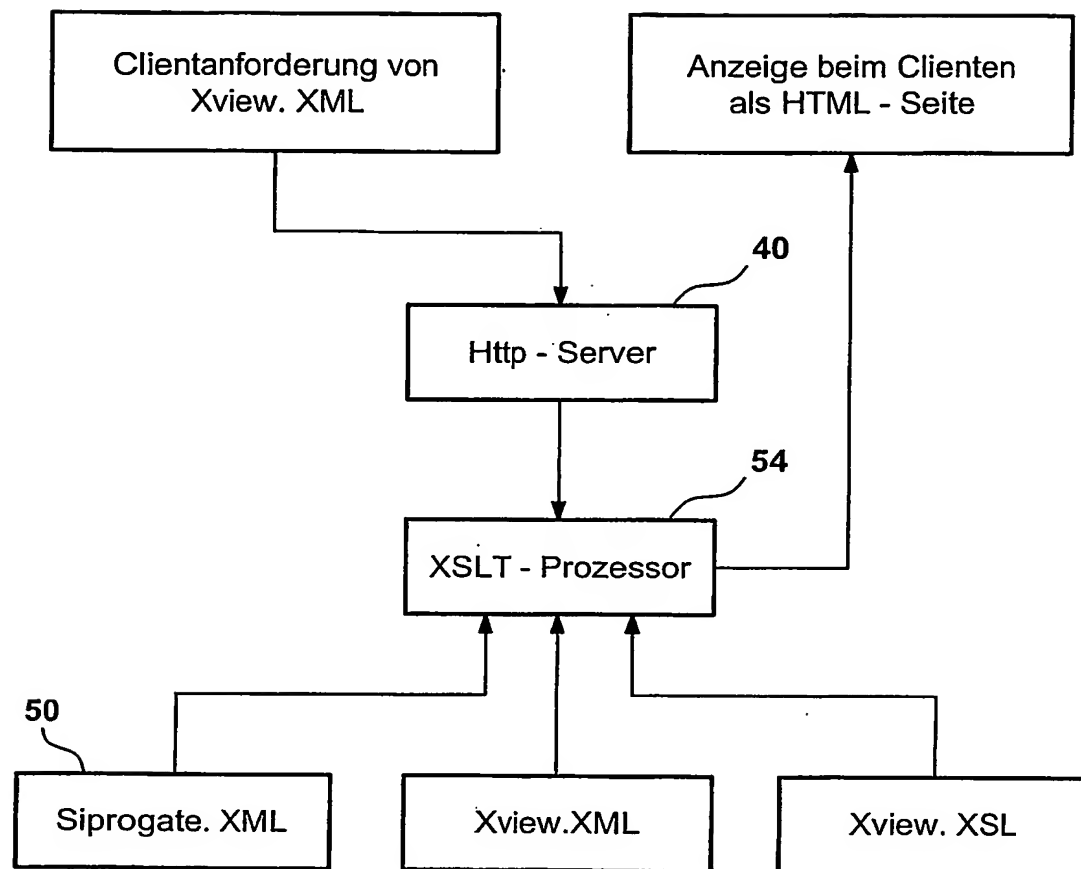 Clientanforderung von
Xview. XML
Anzeige beim Clienten
als HTML - Seite
40
Http - Server
54
XSLT - Prozessor
50
Siprogate. XML
Xview.XML
Xview. XSL